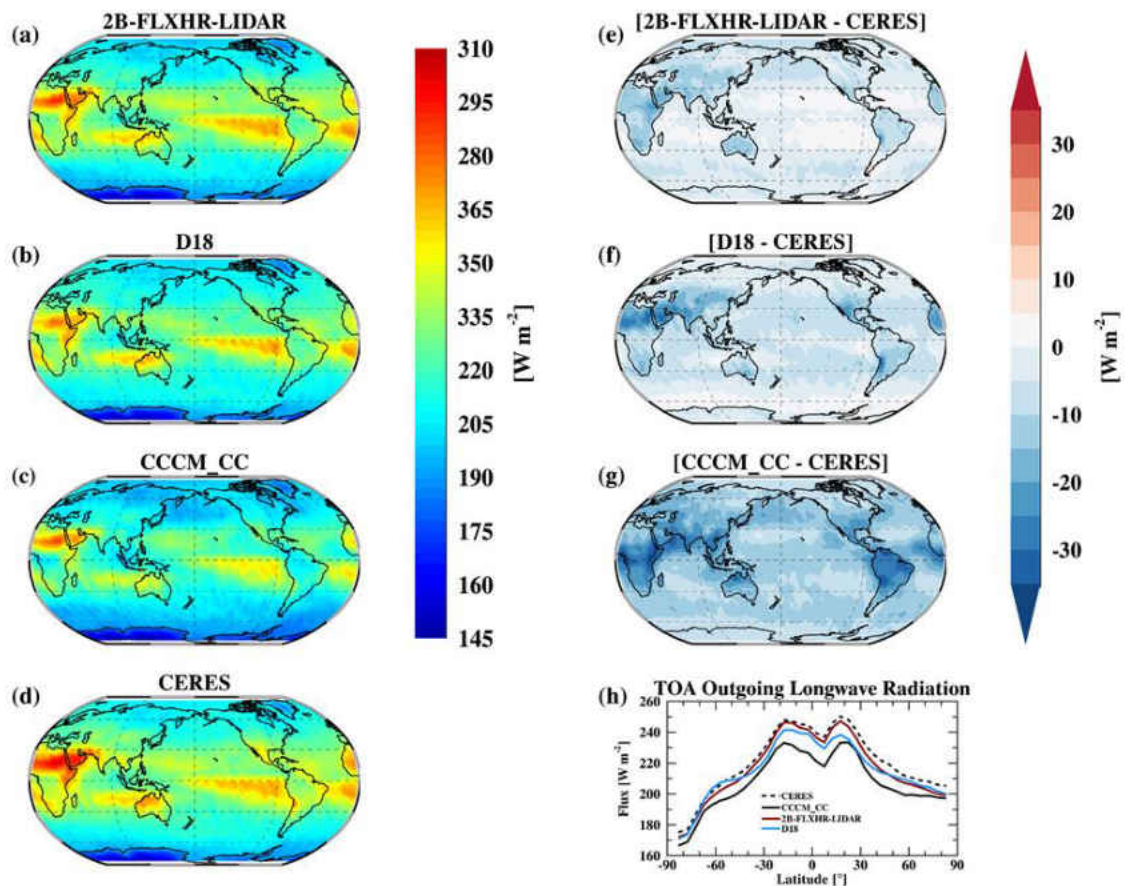 (a) 2B-FLXHR-LIDAR
(b) D18
(c) CCCM_CC
(d) CERES
310
295
310
365
350
335
220
205
190
175
160
145
[W m-2]
(e) [2B-FLXHR-LIDAR - CERES]
(f) [D18 - CERES]
(g) [CCCM_CC - CERES]
30
20
10
0
-10
-20
-30
[W m-2]
(h) TOA Outgoing Longwave Radiation
260
240
220
200
180
160
Flux [W m-2]
CERES
CCCM_CC
2B-FLXHR-LIDAR
D18
-90 -60 -30 0 30 60 90
Latitude [°]